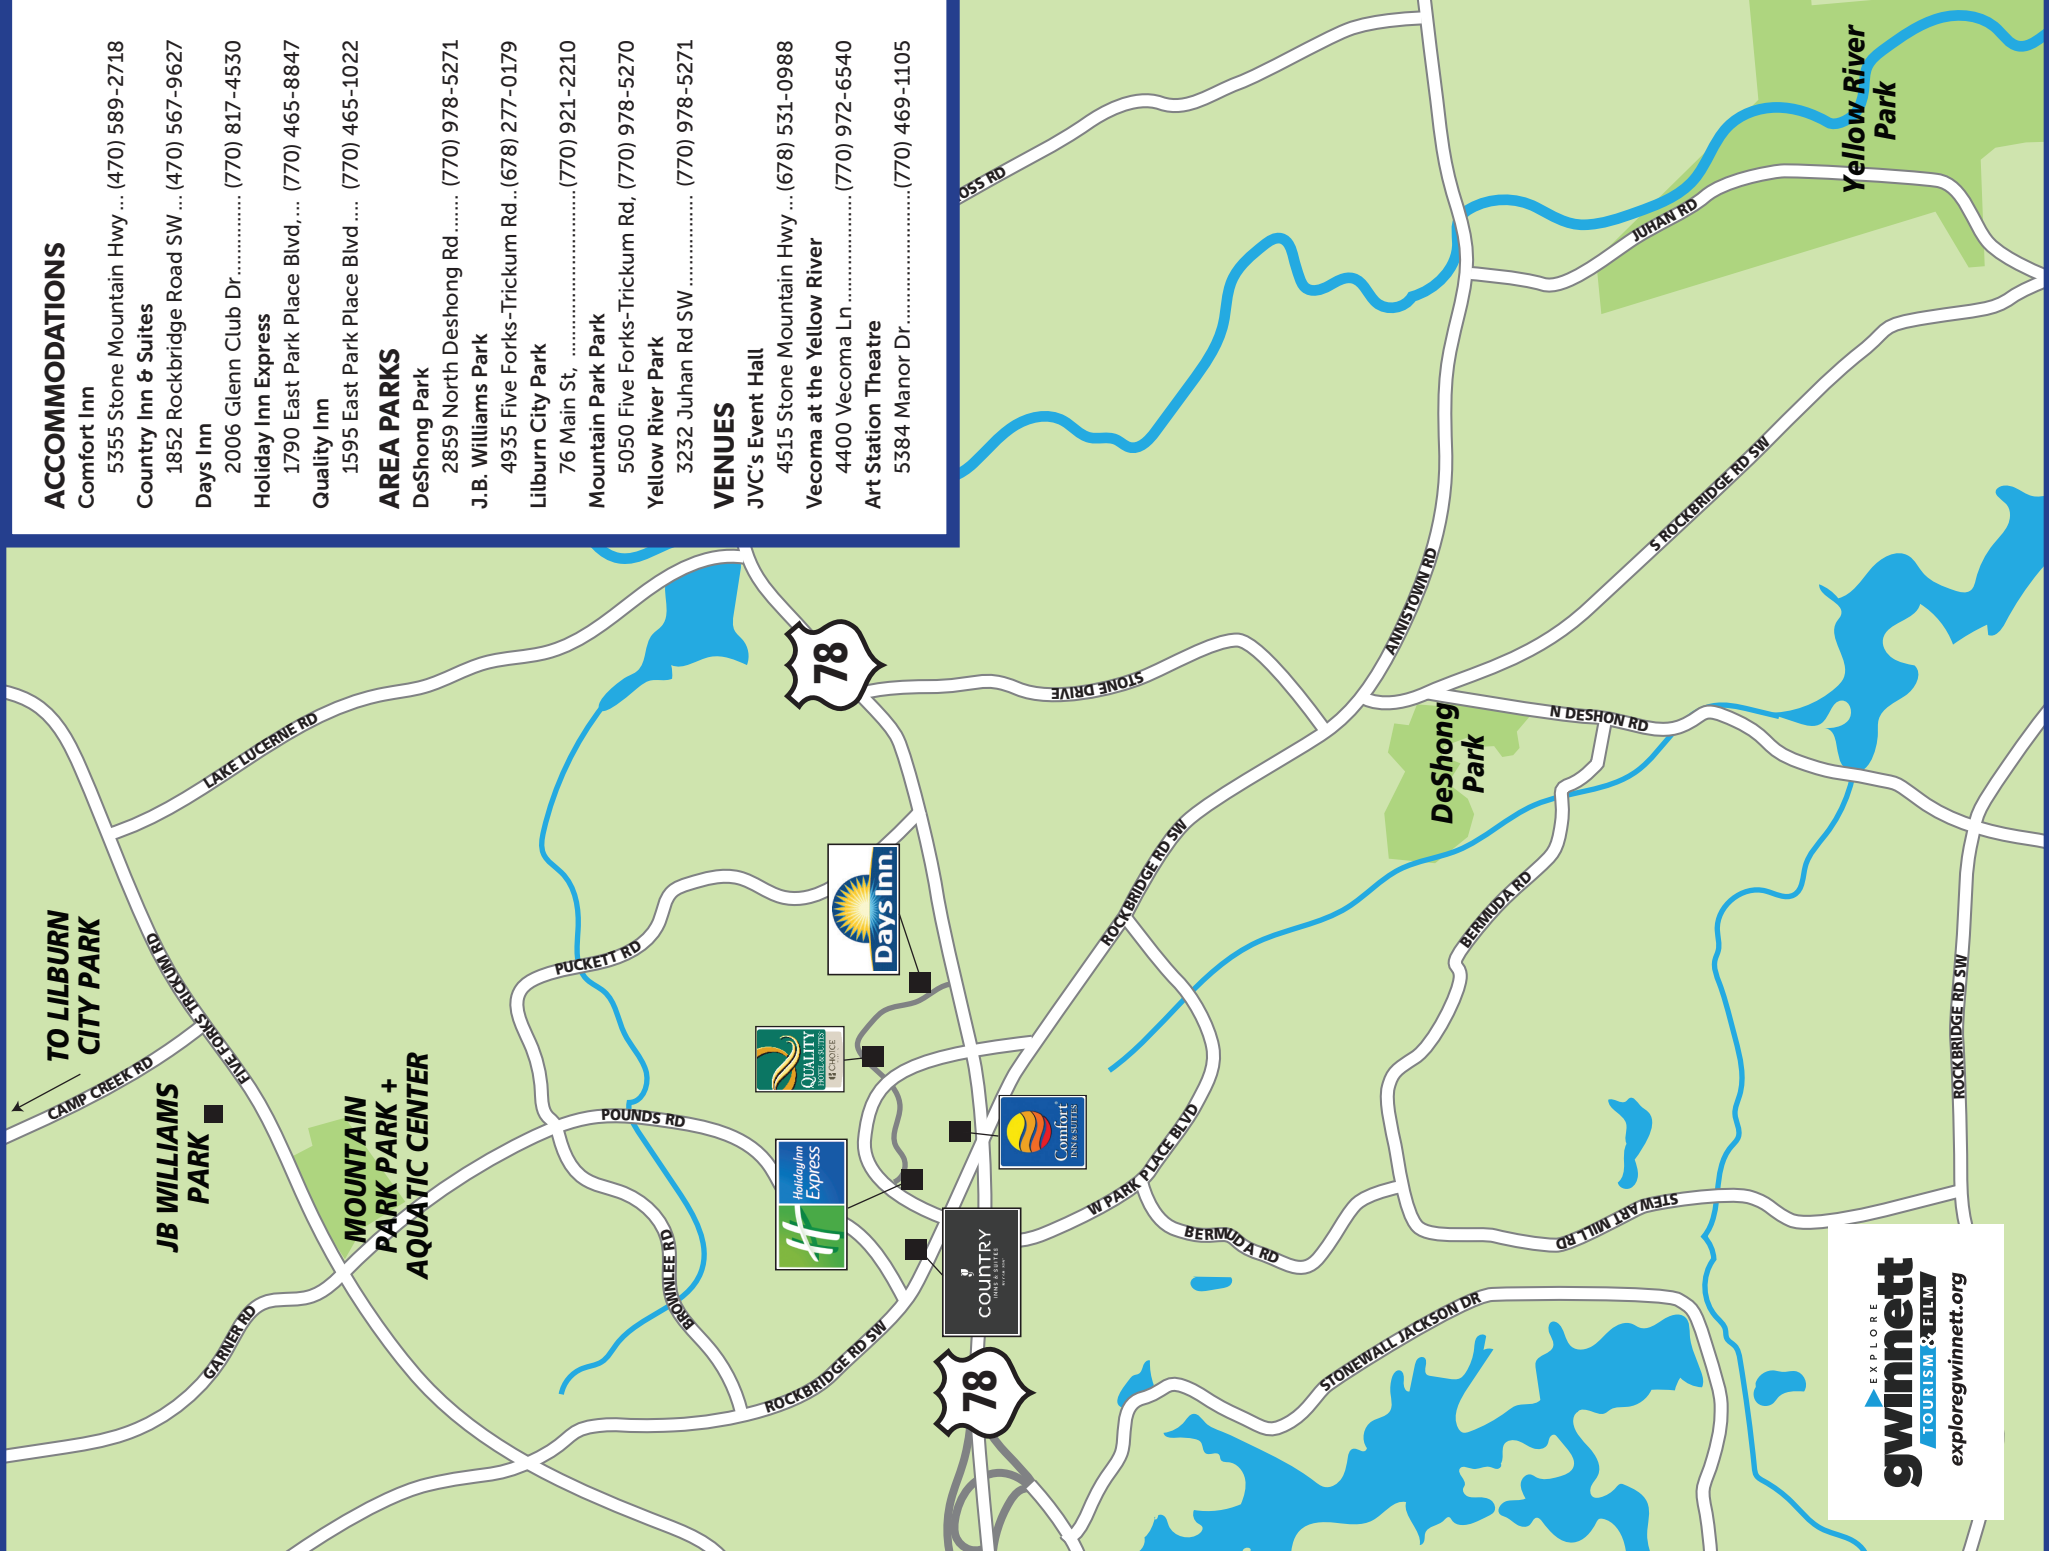 ACCOMMODATIONS
Comfort Inn
5355 Stone Mountain Hwy ... (470) 589-2718
Country Inn & Suites
1852 Rockbridge Road SW ... (470) 567-9627
Days Inn
2006 Glenn Club Dr ............... (770) 817-4530
Holiday Inn Express
1790 East Park Place Blvd,... (770) 465-8847
Quality Inn
1595 East Park Place Blvd .... (770) 465-1022
AREA PARKS
DeShong Park
2859 North Deshong Rd ....... (770) 978-5271
J.B. Williams Park
4935 Five Forks-Trickum Rd.. (678) 277-0179
Lilburn City Park
76 Main St, ............................... (770) 921-2210
Mountain Park Park
5050 Five Forks-Trickum Rd, (770) 978-5270
Yellow River Park
3232 Juhan Rd SW ................. (770) 978-5271
VENUES
JVC's Event Hall
4515 Stone Mountain Hwy ... (678) 531-0988
Vecoma at the Yellow River
4400 Vecoma Ln ..................... (770) 972-6540
Art Station Theatre
5384 Manor Dr......................... (770) 469-1105
TO LILBURN
CITY PARK
CAMP CREEK RD
JB WILLIAMS
PARK
FIVE FORKS TRICKUM RD
LAKE LUCERNE RD
GARNER RD
MOUNTAIN
PARK PARK +
AQUATIC CENTER
PUCKETT RD
POUNDS RD
BROWNLEE RD
ROCKBRIDGE RD SW
78
Days Inn.
QUALITY
HOTEL & SUITES
CHOICE
Holiday Inn
Express
Comfort
INN & SUITES
COUNTRY
INNS & SUITES
78
OSS RD
STONE DRIVE
ROCKBRIDGE RD SW
W PARK PLACE BLVD
BERMUDA RD
ANNISTOWN RD
DeShong
Park
BERMUDA RD
N DESHON RD
S ROCKBRIDGE RD SW
JUHAN RD
Yellow River
Park
STONEWALL JACKSON DR
STEWART MILL RD
ROCKBRIDGE RD SW
EXPLORE
gwinnett
TOURISM & FILM
exploregwinnett.org